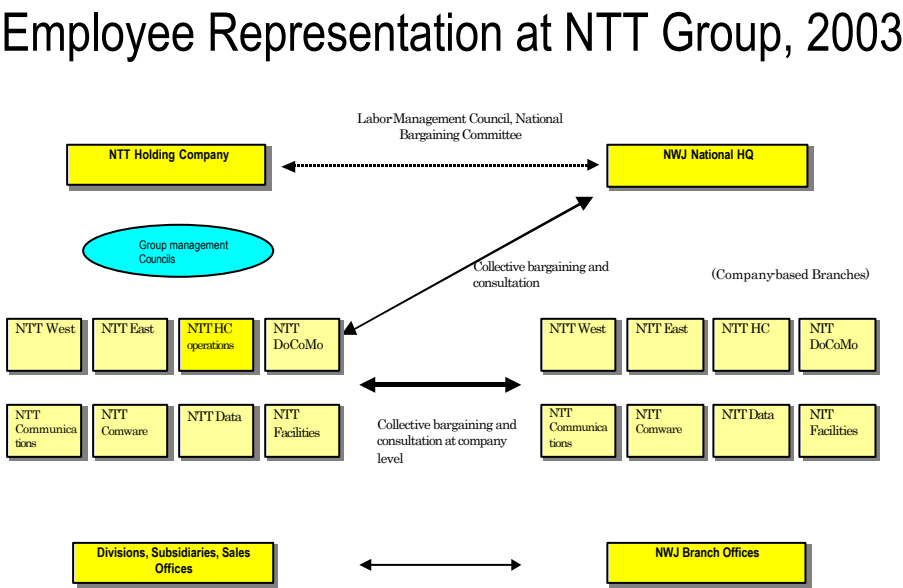 Employee Representation at NTT Group, 2003
Labor-Management Council, National
Bargaining Committee
NTT Holding Company
NWJ National HQ
Group management
Councils
Collective bargaining and
consultation
(Company-based Branches)
NTT West
NTT East
NTT HC
operations
NTT
DoCoMo
NTT West
NTT East
NTT HC
NTT
DoCoMo
NTT
Communica
tions
NTT
Comware
NTT Data
NTT
Facilities
Collective bargaining and
consultation at company
level
NTT
Communica
tions
NTT
Comware
NTT Data
NTT
Facilities
Divisions, Subsidiaries, Sales
Offices
NWJ Branch Offices